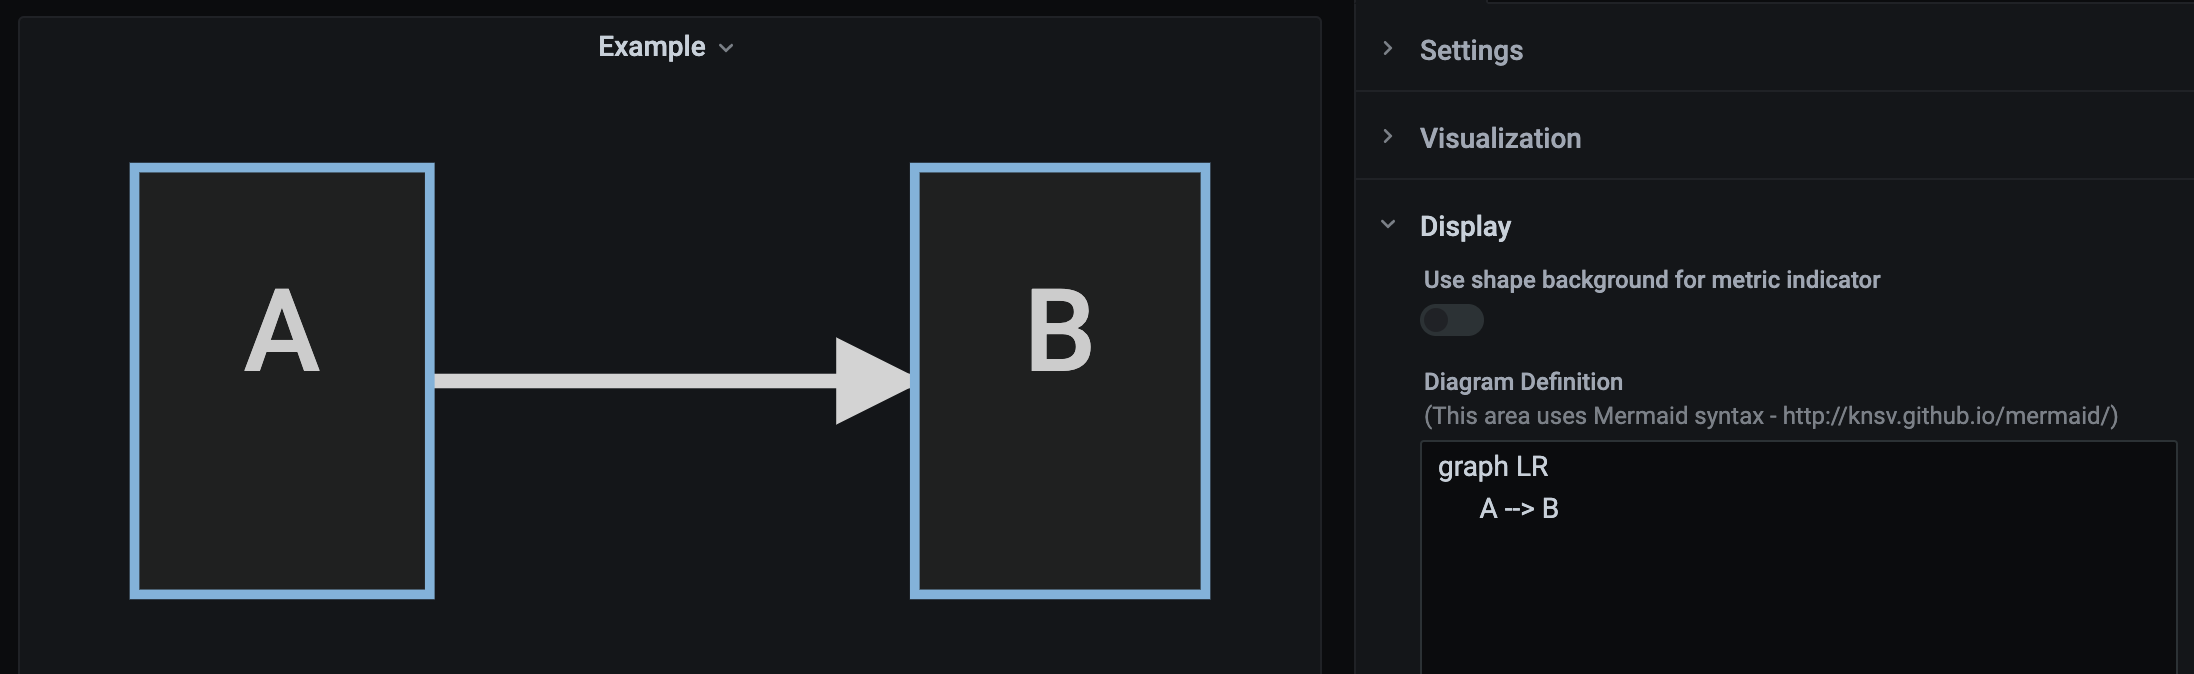 Example
A
B
Settings
Visualization
Display
Use shape background for metric indicator
Diagram Definition
(This area uses Mermaid syntax - http://knsv.github.io/mermaid/)
graph LR
A --> B